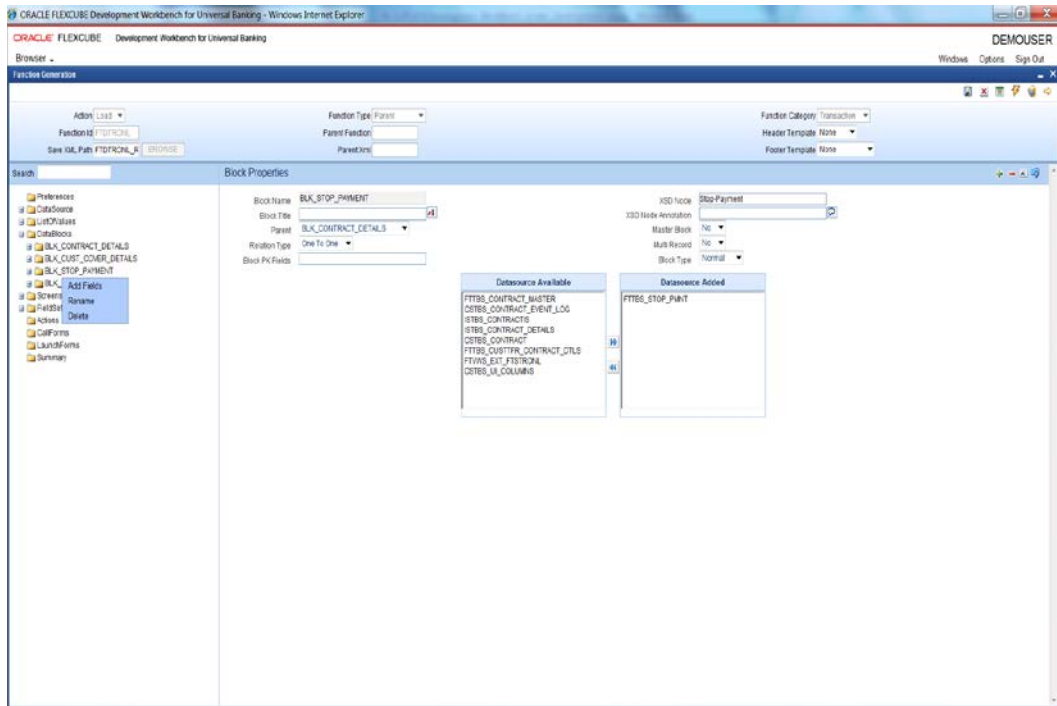 ORACLE FLEXCUBE Development Workbench for Universal Banking - Windows Internet Explorer
ORACLE FLEXCUBE Development Workbench for Universal Banking
DEMOUSER
Browser
Windows Options Sign Out
Function Generation
Action Load
Function Type Parent
Function Category Transaction
Function Id FTDTRONL
Parent Function
Header Template None
Save XML Path FTDTRONL_R BROWSE
Parent Xml
Footer Template None
Search
Block Properties
Preferences
DataSource
ListOfValues
DataBlocks
BLK_CONTRACT_DETAILS
BLK_CUST_COVER_DETAILS
BLK_STOP_PAYMENT
BLK_
Screens
FieldSet
Actions
CallForms
LaunchForms
Summary
Add Fields
Rename
Delete
Block Name BLK_STOP_PAYMENT
XSD Node Stop-Payment
Block Title
XSD Node Annotation
Parent BLK_CONTRACT_DETAILS
Master Block No
Relation Type One To One
Multi Record No
Block PK Fields
Block Type Normal
Datasource Available
Datasource Added
FTTBS_CONTRACT_MASTER
CSTBS_CONTRACT_EVENT_LOG
ISTBS_CONTRACTIS
ISTBS_CONTRACT_DETAILS
CSTBS_CONTRACT
FTTBS_CUSTTFR_CONTRACT_DTLS
FTVWS_EXT_FTSTRONL
CSTBS_UI_COLUMNS
FTTBS_STOP_PMNT